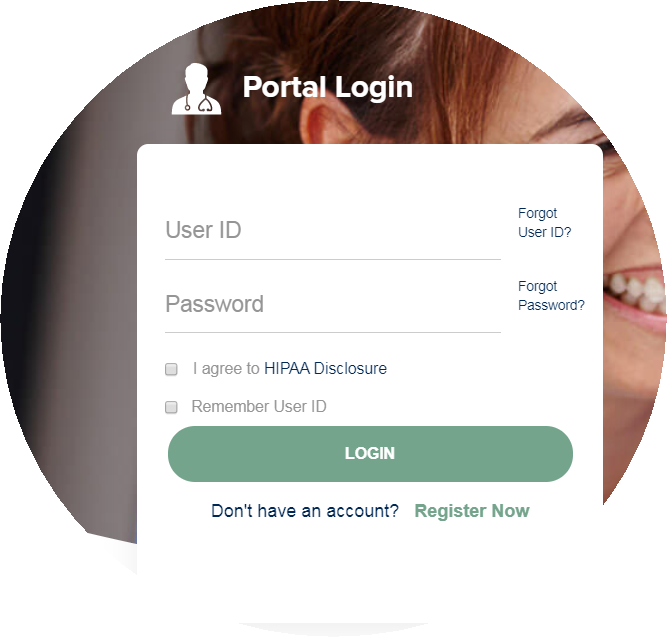 Portal Login
User ID
Forgot
User ID?
Password
Forgot
Password?
I agree to HIPAA Disclosure
Remember User ID
LOGIN
Don't have an account? Register Now